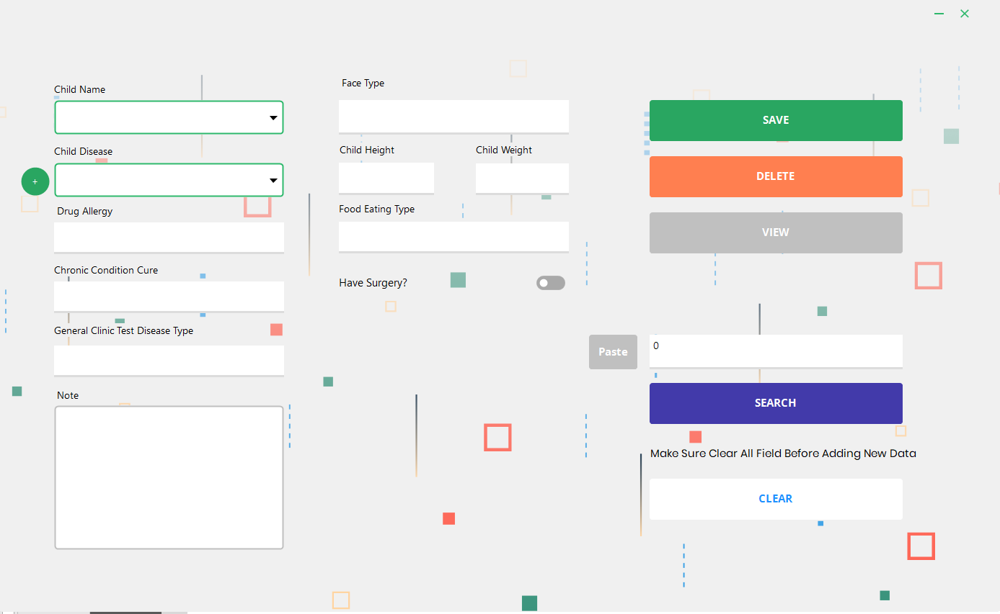 Child Name
Child Disease
+
Drug Allergy
Chronic Condition Cure
General Clinic Test Disease Type
Note
Face Type
Child Height
Child Weight
Food Eating Type
Have Surgery?
SAVE
DELETE
VIEW
Paste
0
SEARCH
Make Sure Clear All Field Before Adding New Data
CLEAR